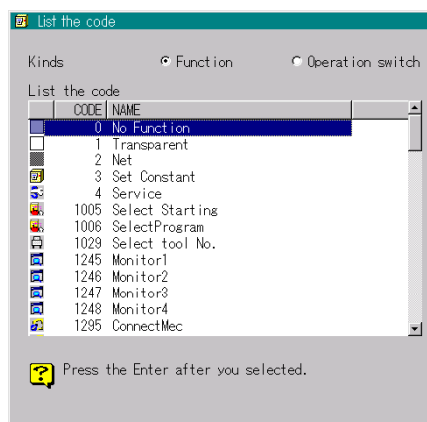 List the code
Kinds Function Operation switch
List the code
CODE NAME
0 No Function
1 Transparent
2 Net
3 Set Constant
4 Service
1005 Select Starting
1006 SelectProgram
1029 Select tool No.
1245 Monitor1
1246 Monitor2
1247 Monitor3
1248 Monitor4
1295 ConnectMec
Press the Enter after you selected.